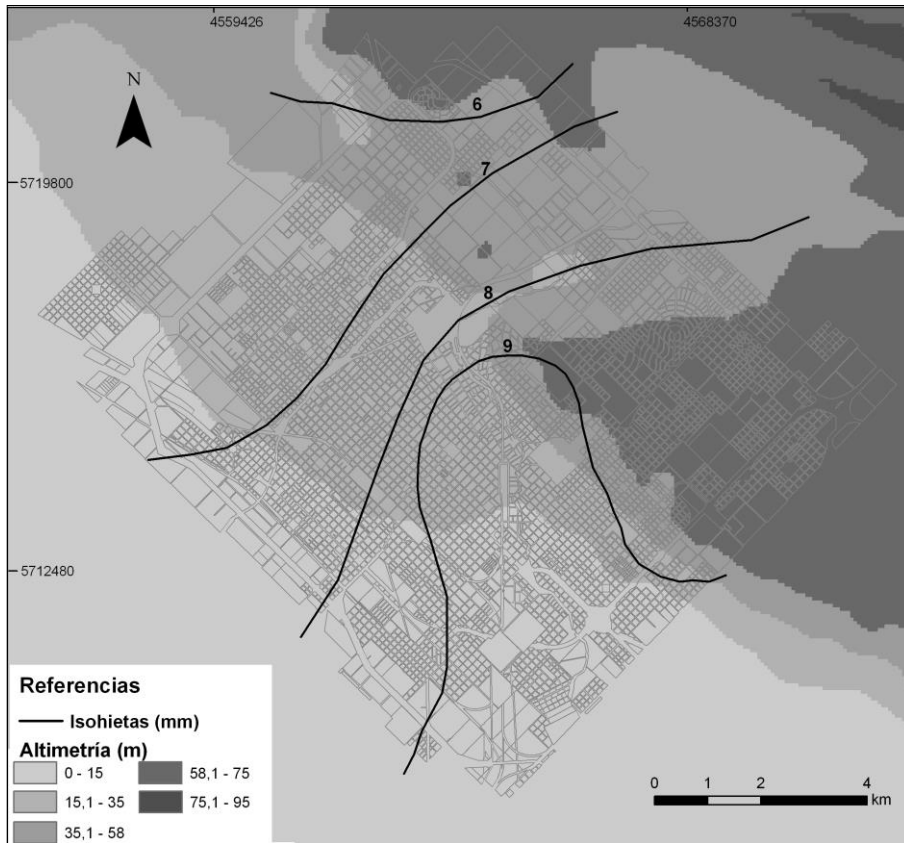 4559426
4568370
N
6
7
5719800
8
9
5712480
Referencias
Isohietas (mm)
Altimetría (m)
0 - 15
58,1 - 75
15,1 - 35
75,1 - 95
35,1 - 58
0 1 2 4
km